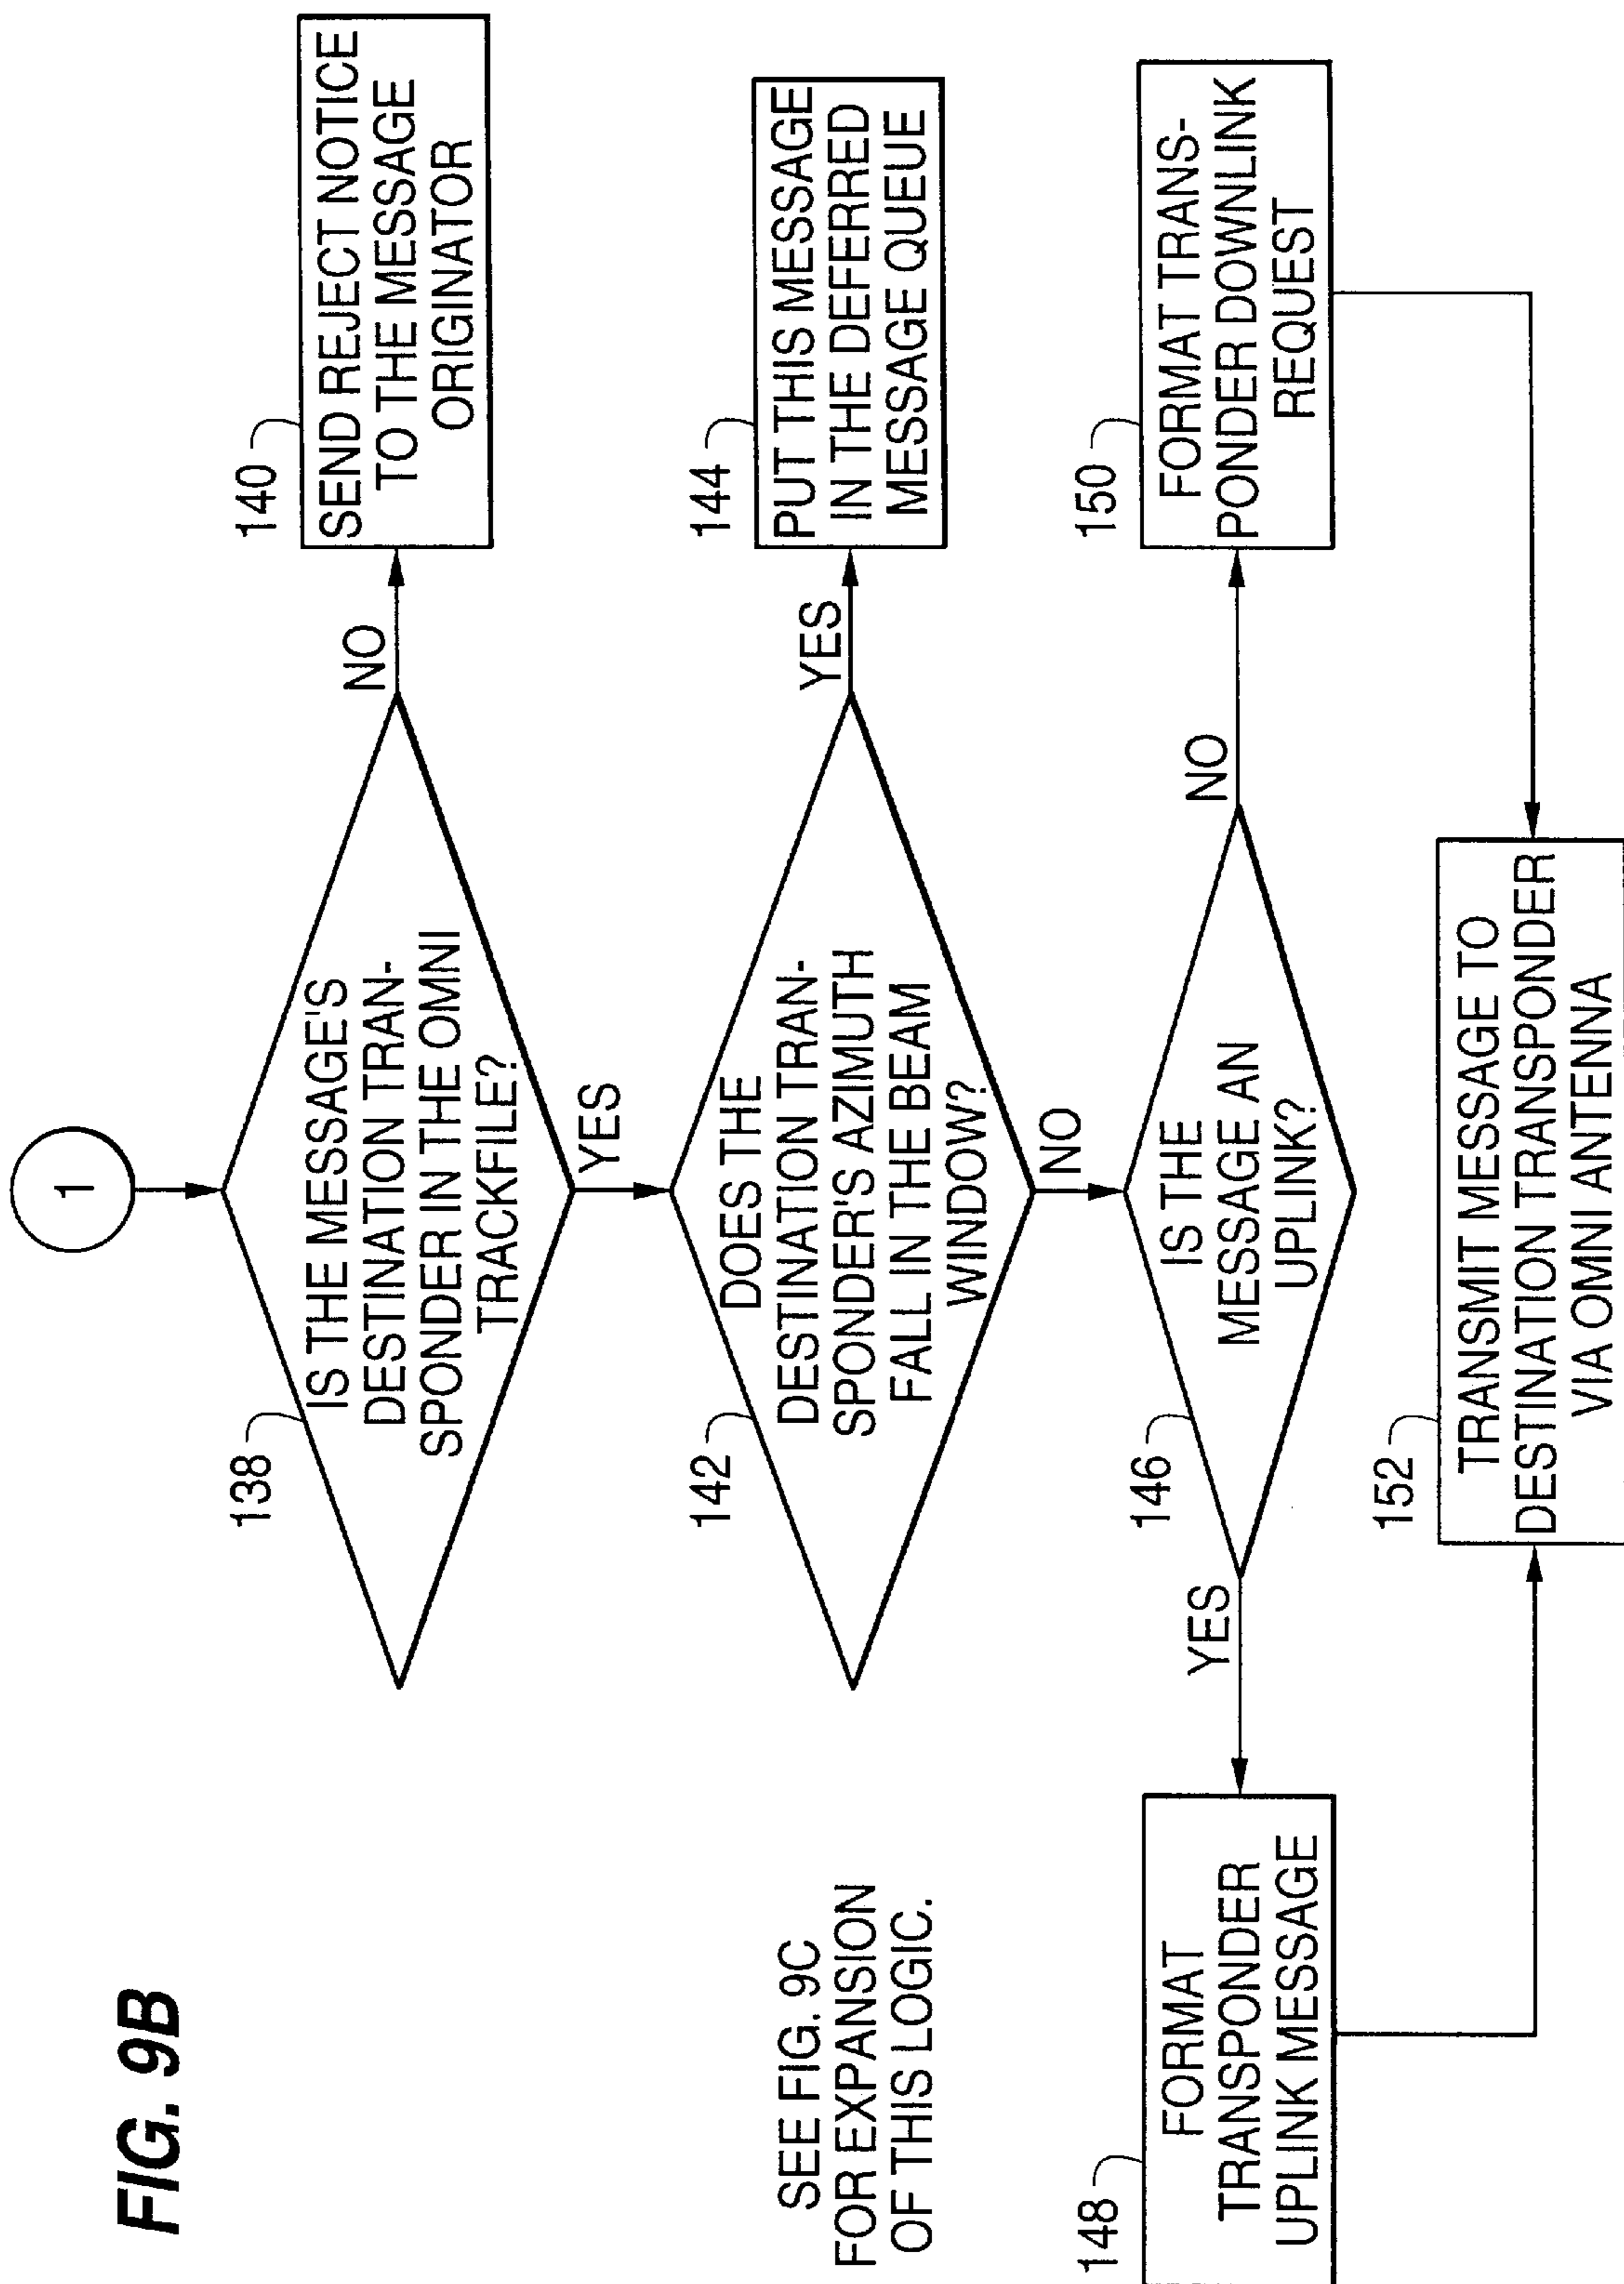 FIG. 9B
1
138
IS THE MESSAGE'S
DESTINATION TRAN-
SPONDER IN THE OMNI
TRACKFILE?
NO
140
SEND REJECT NOTICE
TO THE MESSAGE
ORIGINATOR
YES
SEE FIG. 9C
FOR EXPANSION
OF THIS LOGIC.
142
DOES THE
DESTINATION TRAN-
SPONDER'S AZIMUTH
FALL IN THE BEAM
WINDOW?
YES
144
PUT THIS MESSAGE
IN THE DEFERRED
MESSAGE QUEUE
NO
146
IS THE
MESSAGE AN
UPLINK?
YES
148
FORMAT
TRANSPONDER
UPLINK MESSAGE
NO
150
FORMAT TRANS-
PONDER DOWNLINK
REQUEST
152
TRANSMIT MESSAGE TO
DESTINATION TRANSPONDER
VIA OMNI ANTENNA